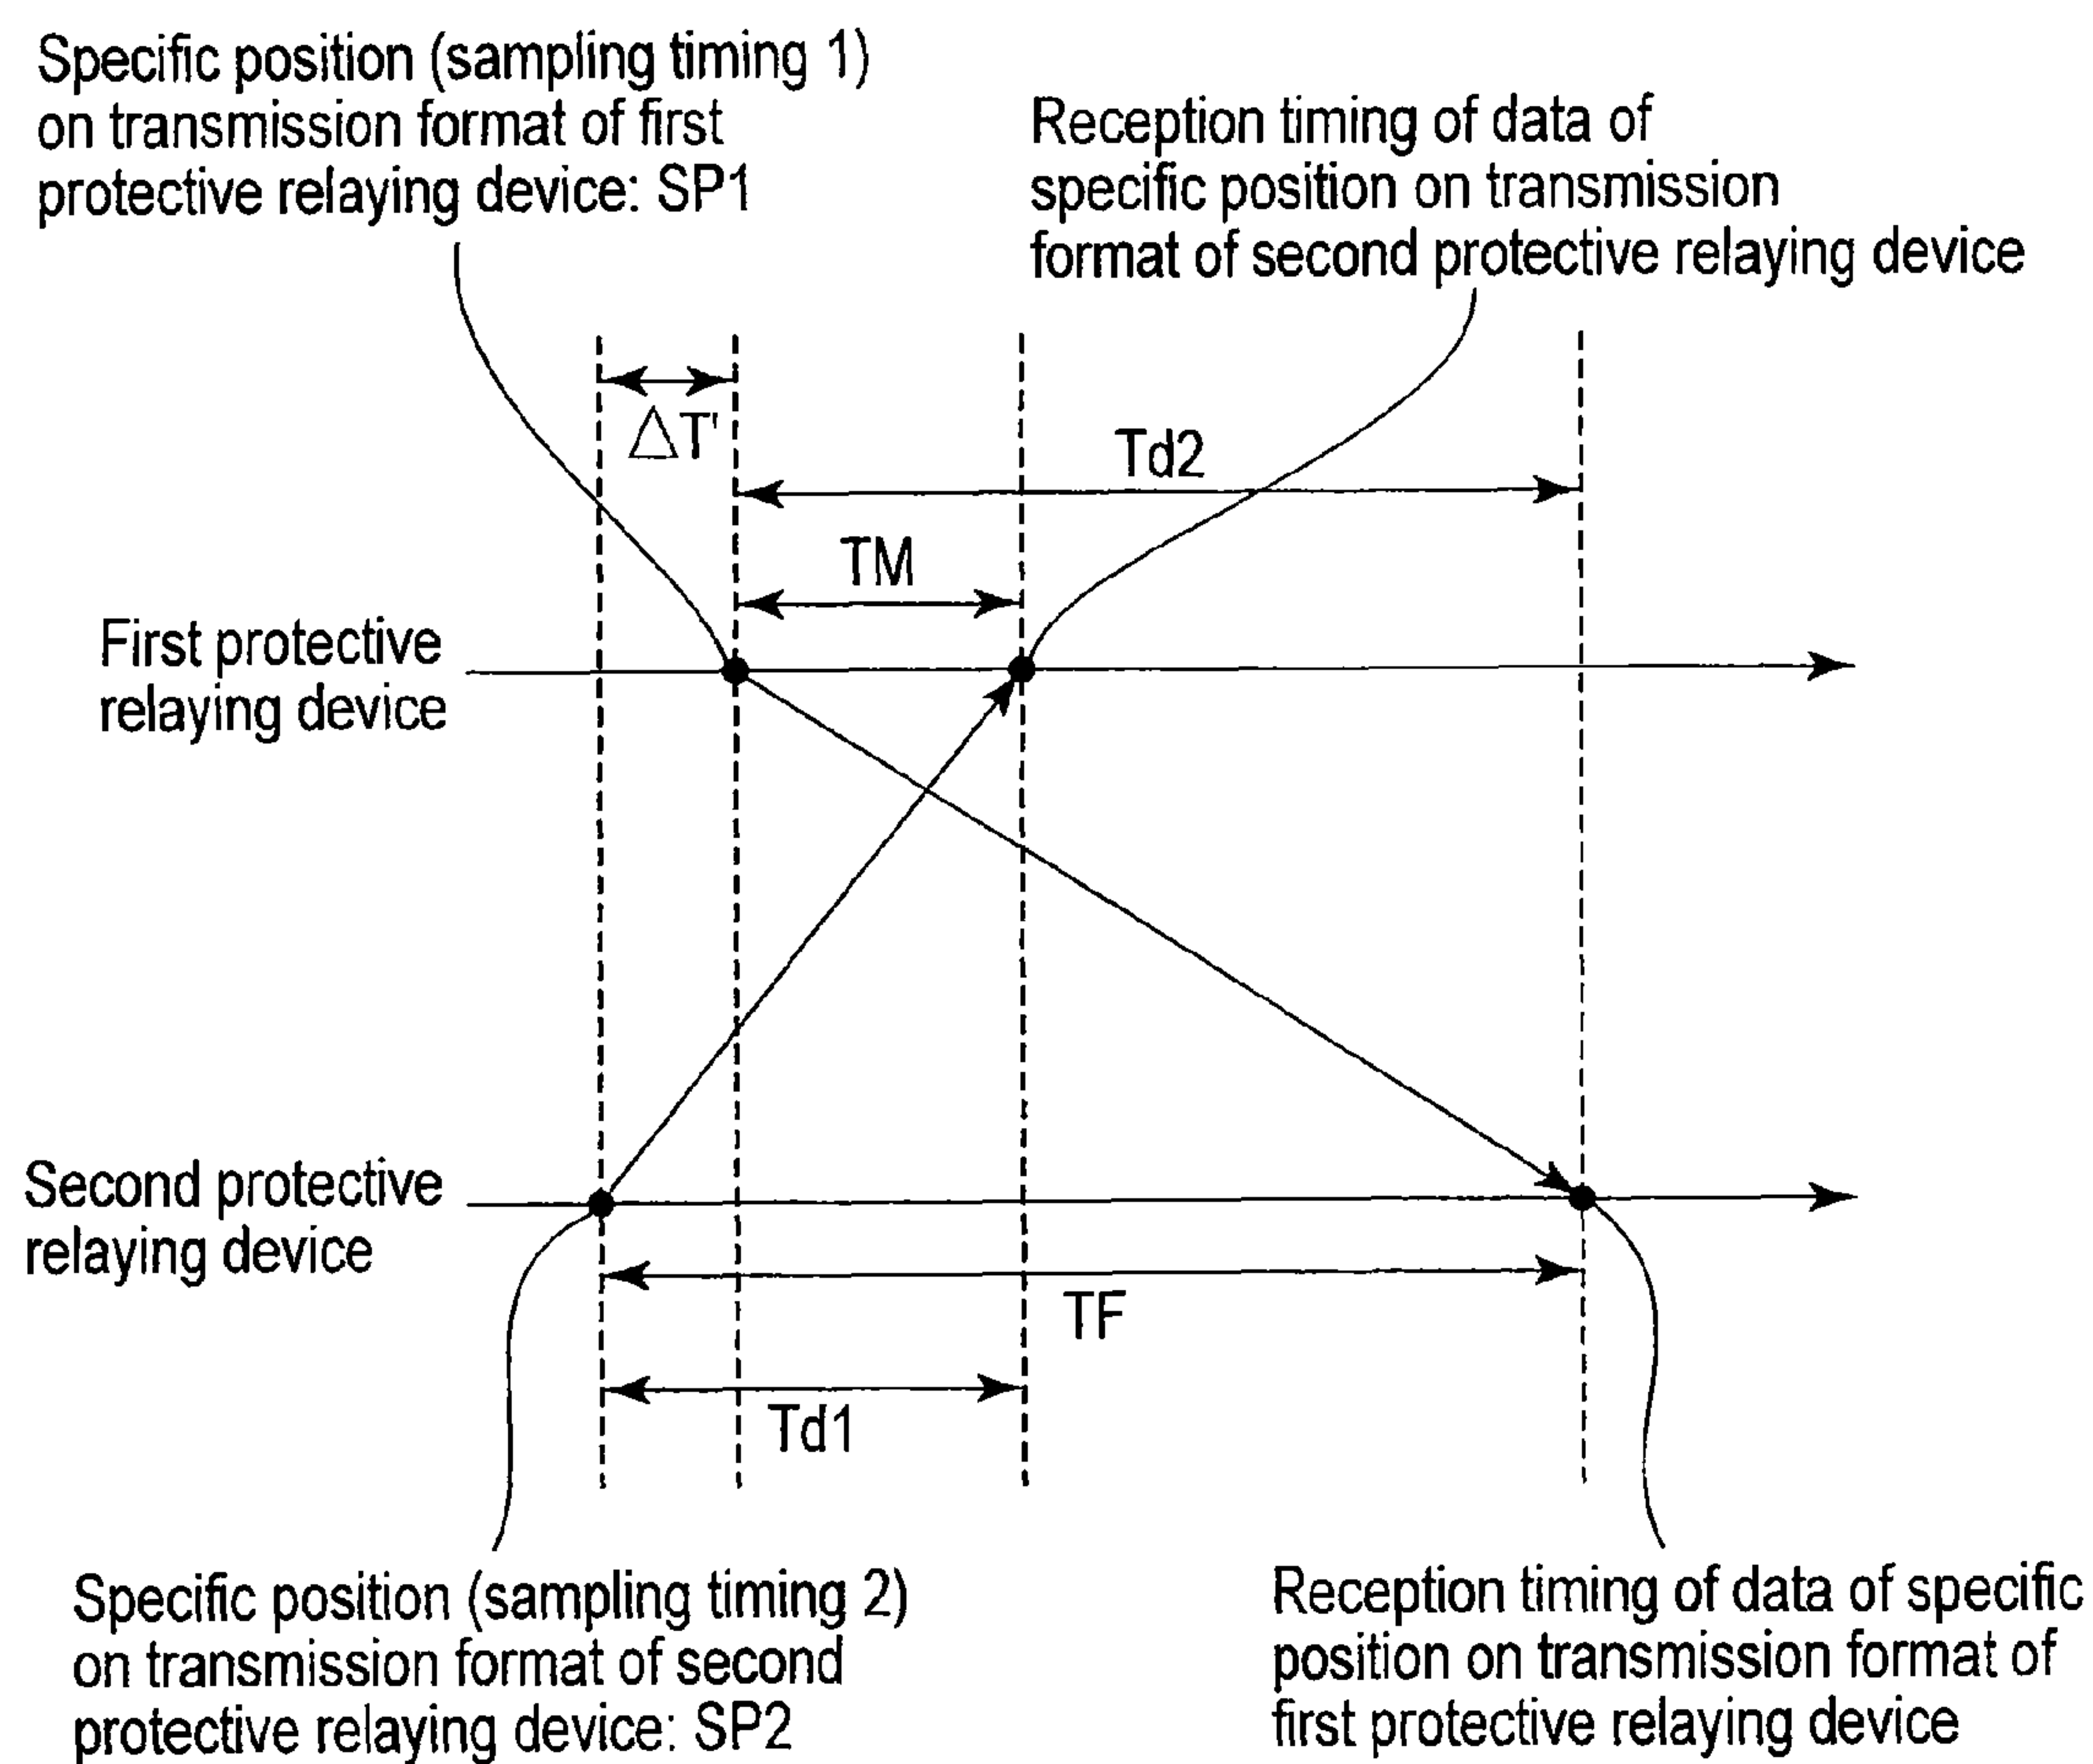 Specific position (sampling timing 1)
on transmission format of first
protective relaying device: SP1
Reception timing of data of
specific position on transmission
format of second protective relaying device
△T'
Td2
TM
First protective
relaying device
Second protective
relaying device
TF
Td1
Specific position (sampling timing 2)
on transmission format of second
protective relaying device: SP2
Reception timing of data of specific
position on transmission format of
first protective relaying device